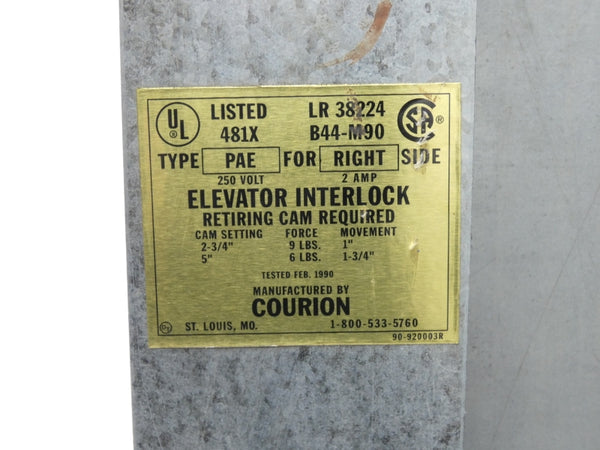 UL ® LISTED 481X LR 38224 B44-M90 SA ®
TYPE PAE FOR RIGHT SIDE
250 VOLT 2 AMP
ELEVATOR INTERLOCK
RETIRING CAM REQUIRED
CAM SETTING FORCE MOVEMENT
2-3/4" 9 LBS. 1"
5" 6 LBS. 1-3/4"
TESTED FEB. 1990
MANUFACTURED BY
COURION
ST. LOUIS, MO. 1-800-533-5760
90-920003R